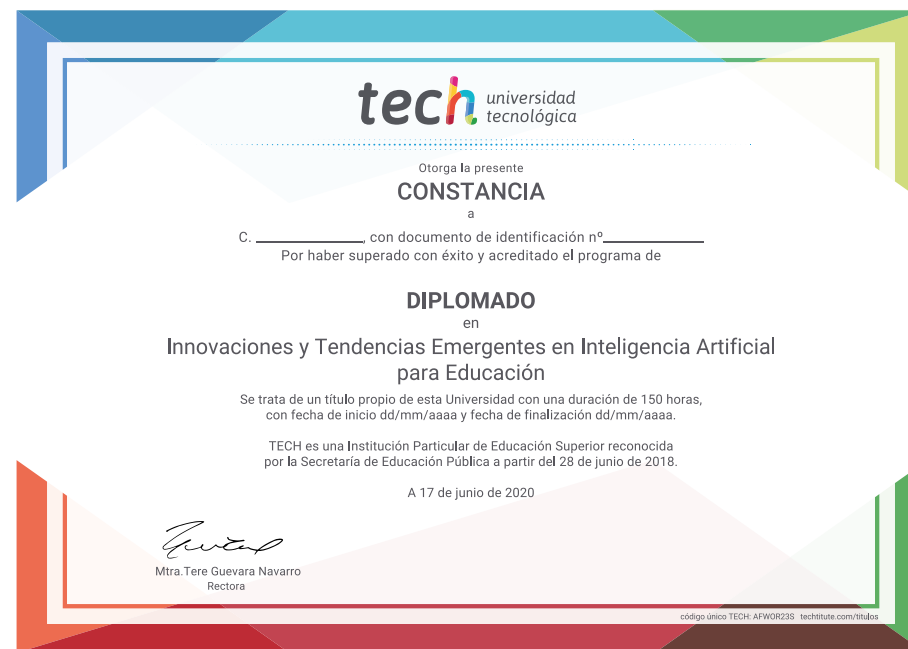 tech universidad
tecnológica
Otorga la presente
CONSTANCIA
a
C. ____________, con documento de identificación nº____________
Por haber superado con éxito y acreditado el programa de
DIPLOMADO
en
Innovaciones y Tendencias Emergentes en Inteligencia Artificial
para Educación
Se trata de un título propio de esta Universidad con una duración de 150 horas,
con fecha de inicio dd/mm/aaaa y fecha de finalización dd/mm/aaaa.
TECH es una Institución Particular de Educación Superior reconocida
por la Secretaría de Educación Pública a partir del 28 de junio de 2018.
A 17 de junio de 2020
Mtra.Tere Guevara Navarro
Rectora
código único TECH: AFWOR23S techtitute.com/titulos